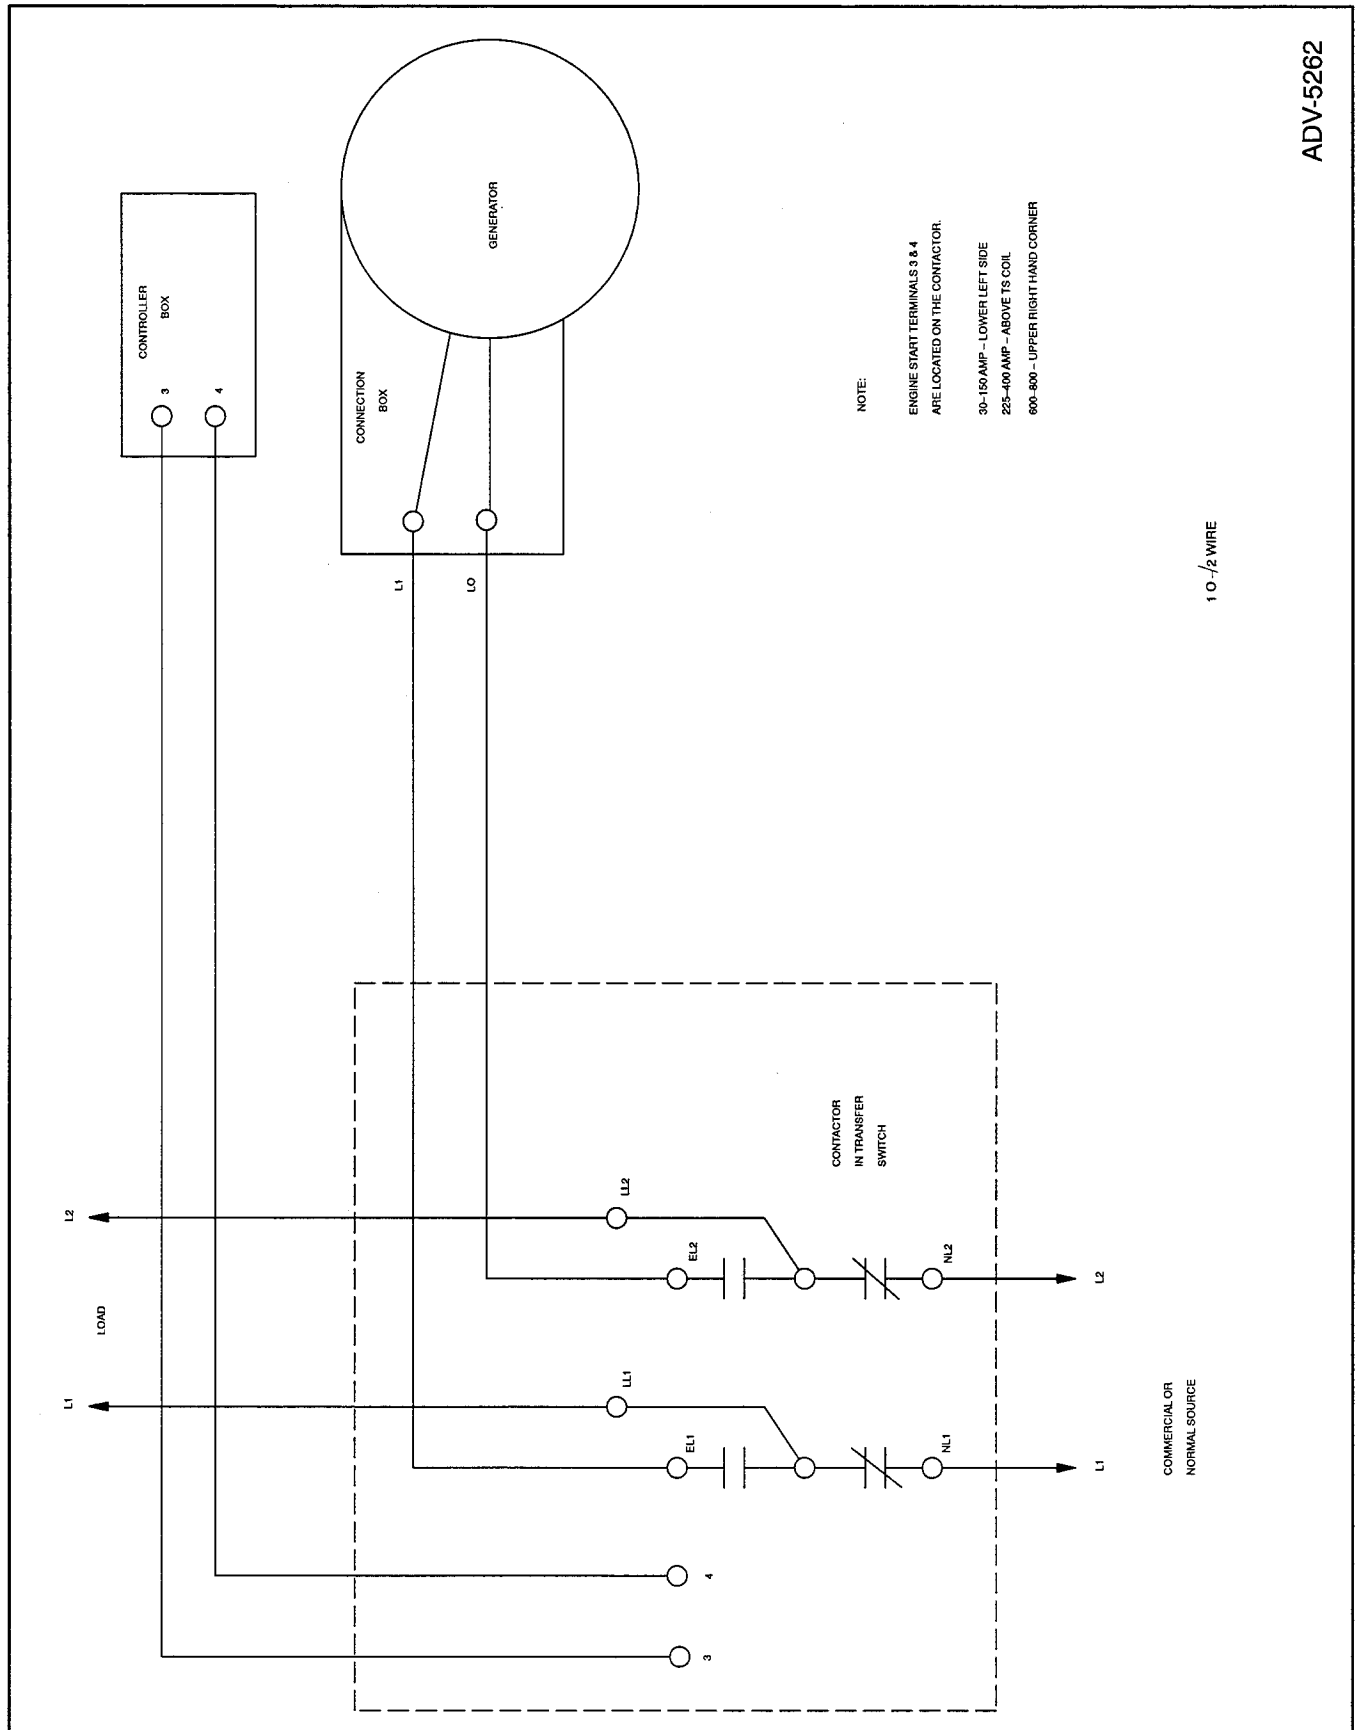 CONTROLLER
BOX
3
4
CONNECTION
BOX
GENERATOR
L1
LO
NOTE:
ENGINE START TERMINALS 3 & 4
ARE LOCATED ON THE CONTACTOR.
30–150 AMP – LOWER LEFT SIDE
225–400 AMP – ABOVE TS COIL
600–800 – UPPER RIGHT HAND CORNER
1 O -/2 WIRE
L1
LOAD
L2
3
4
EL1
LL1
NL1
EL2
LL2
NL2
CONTACTOR
IN TRANSFER
SWITCH
L1
L2
COMMERCIAL OR
NORMAL SOURCE
ADV-5262